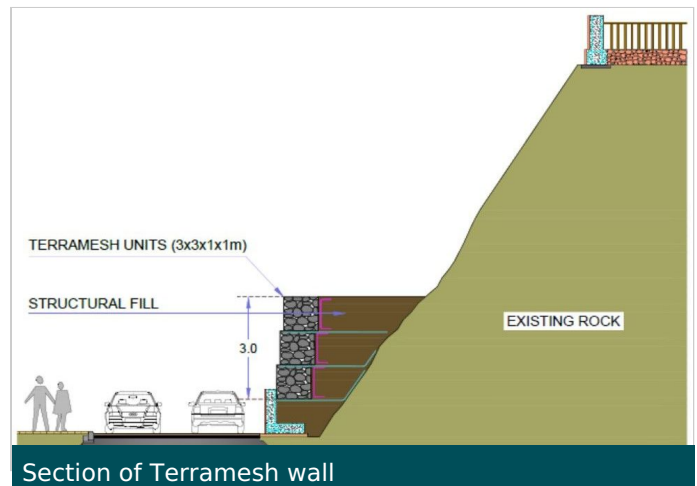 TERRAMESH UNITS (3x3x1x1m)
STRUCTURAL FILL
EXISTING ROCK
3.0
Section of Terramesh wall